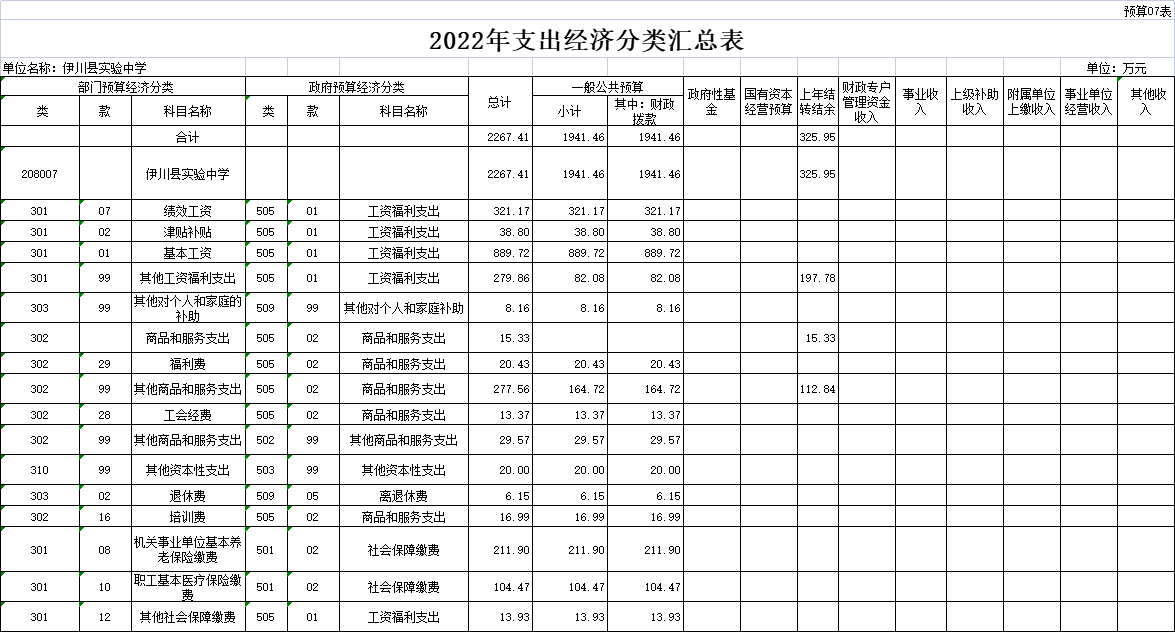 预算07表
2022年支出经济分类汇总表
单位名称：伊川县实验中学 单位：万元
部门预算经济分类 政府预算经济分类 总计 一般公共预算 政府性基金 国有资本经营预算 上年结转结余 财政专户管理资金收入 事业收入 上级补助收入 附属单位上缴收入 事业单位经营收入 其他收入
类 款 科目名称 类 款 科目名称 小计 其中：财政拨款
合计 2267.41 1941.46 1941.46 325.95
208007 伊川县实验中学 2267.41 1941.46 1941.46 325.95
301 07 绩效工资 505 01 工资福利支出 321.17 321.17 321.17
301 02 津贴补贴 505 01 工资福利支出 38.80 38.80 38.80
301 01 基本工资 505 01 工资福利支出 889.72 889.72 889.72
301 99 其他工资福利支出 505 01 工资福利支出 279.86 82.08 82.08 197.78
303 99 其他对个人和家庭的补助 509 99 其他对个人和家庭补助 8.16 8.16 8.16
302 商品和服务支出 505 02 商品和服务支出 15.33 15.33
302 29 福利费 505 02 商品和服务支出 20.43 20.43 20.43
302 99 其他商品和服务支出 505 02 商品和服务支出 277.56 164.72 164.72 112.84
302 28 工会经费 505 02 商品和服务支出 13.37 13.37 13.37
302 99 其他商品和服务支出 502 99 其他商品和服务支出 29.57 29.57 29.57
310 99 其他资本性支出 503 99 其他资本性支出 20.00 20.00 20.00
303 02 退休费 509 05 离退休费 6.15 6.15 6.15
302 16 培训费 505 02 商品和服务支出 16.99 16.99 16.99
301 08 机关事业单位基本养老保险缴费 501 02 社会保障缴费 211.90 211.90 211.90
301 10 职工基本医疗保险缴费 501 02 社会保障缴费 104.47 104.47 104.47
301 12 其他社会保障缴费 505 01 工资福利支出 13.93 13.93 13.93